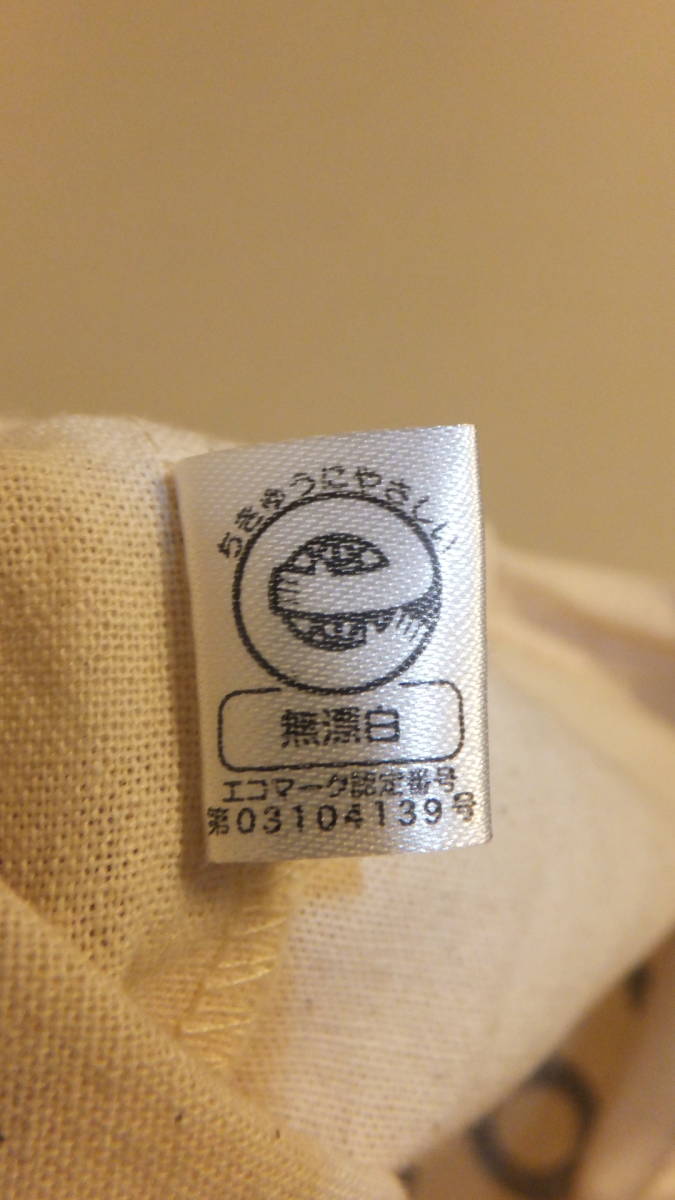 ちきゅうにやさしい
無漂白
エコマーク認定番号
第03104139号